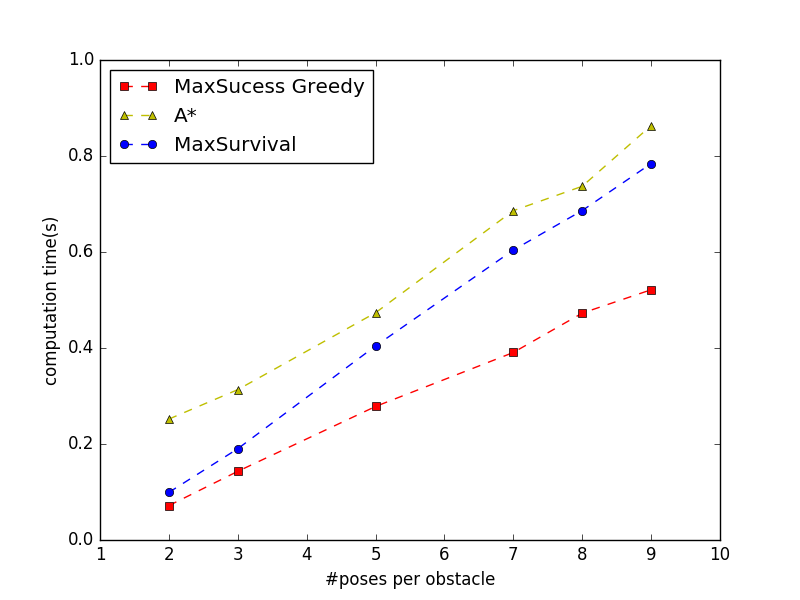 1.0
0.8
0.6
0.4
0.2
0.0
computation time(s)
MaxSucess Greedy
A*
MaxSurvival
1 2 3 4 5 6 7 8 9 10
#poses per obstacle